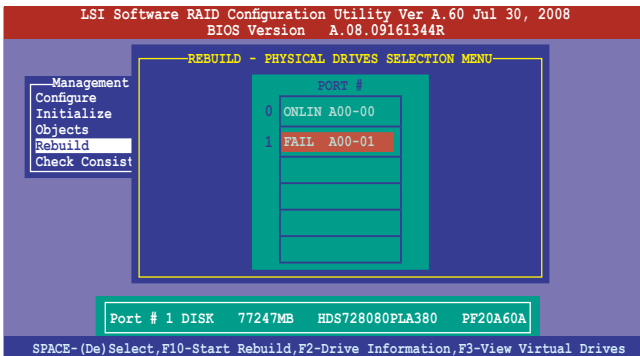 LSI Software RAID Configuration Utility Ver A.60 Jul 30, 2008
BIOS Version A.08.09161344R
REBUILD - PHYSICAL DRIVES SELECTION MENU
Management
Configure
Initialize
Objects
Rebuild
Check Consist
PORT #
0 ONLIN A00-00
1 FAIL A00-01
Port # 1 DISK 77247MB HDS728080PLA380 PF20A60A
SPACE-(De)Select,F10-Start Rebuild,F2-Drive Information,F3-View Virtual Drives